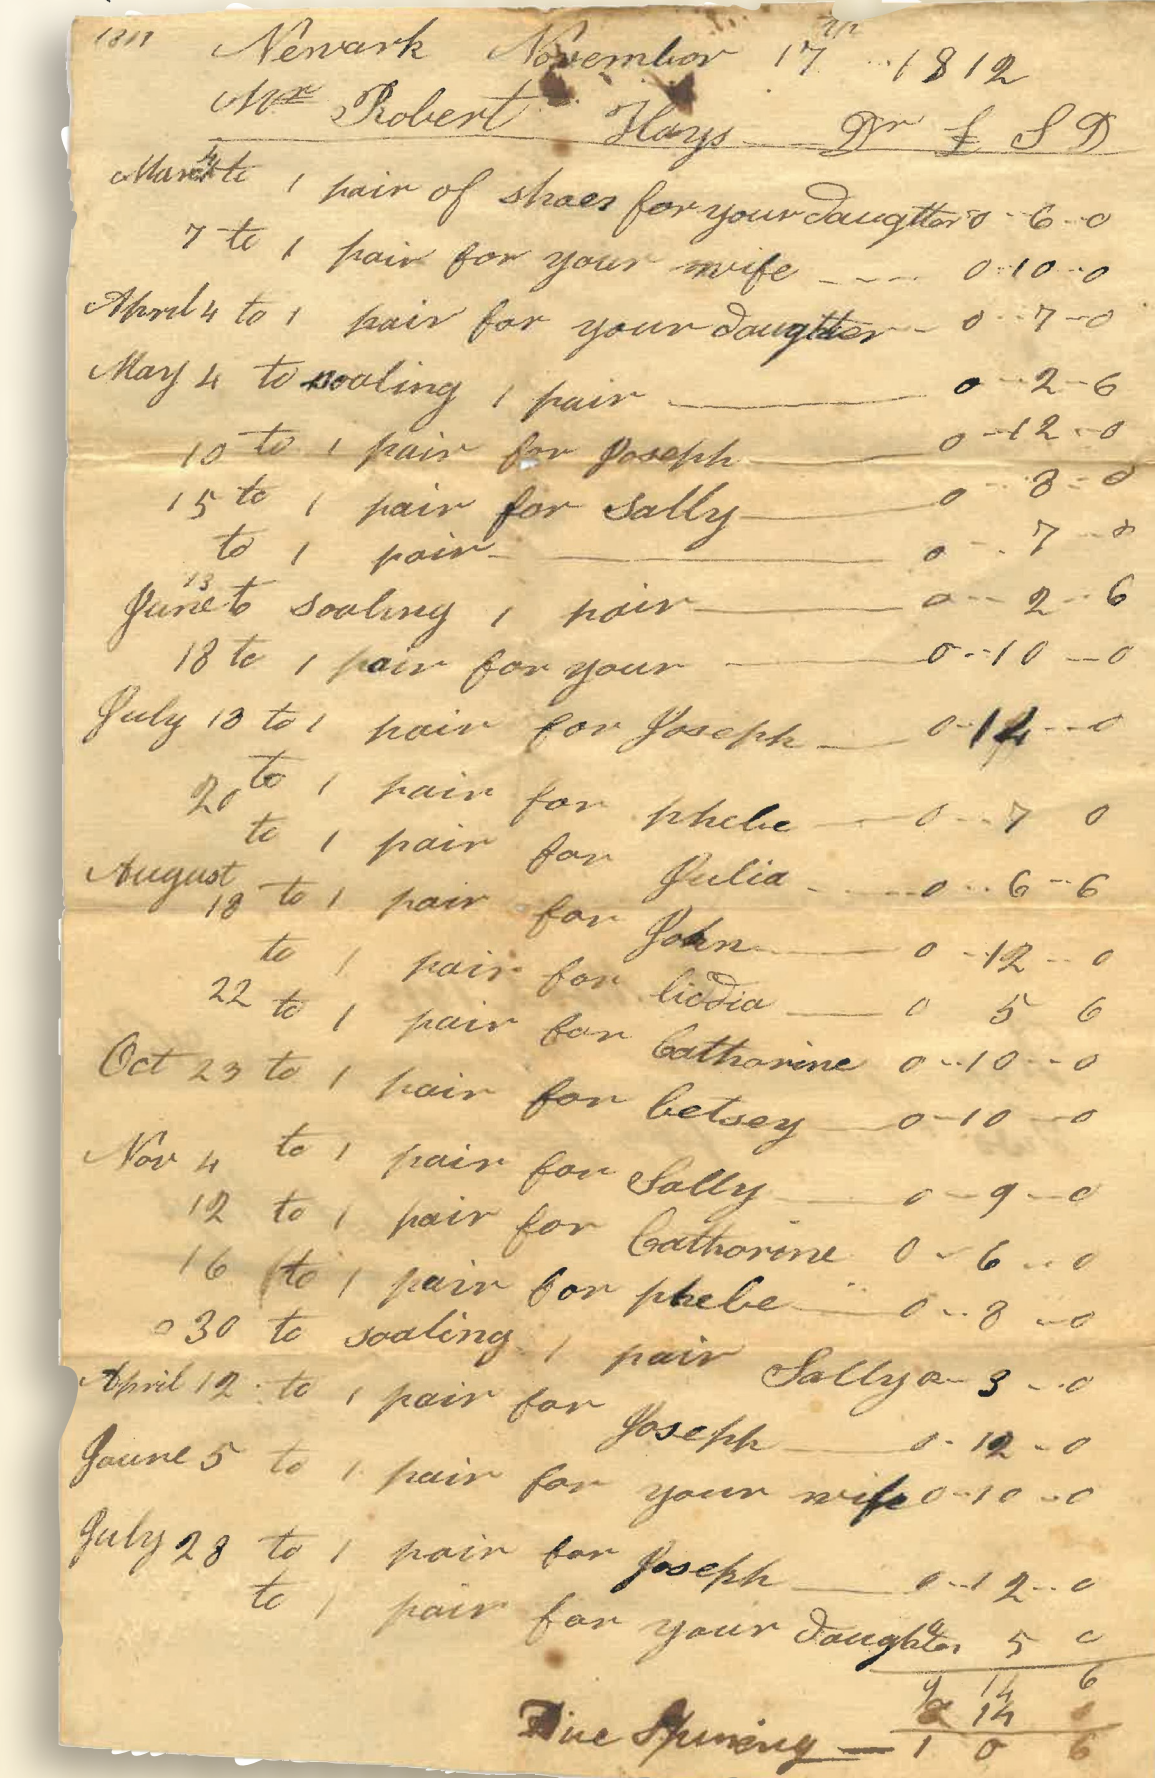 1811
Newark November 17 1812
Mr Robert Hays Dr £ S D
March 4 to 1 pair of shoes for your daugtter 0 - 6 - 0
7 to 1 pair for your wife 0 - 10 - 0
April 4 to 1 pair for your daugtter 0 - 7 - 0
May 4 to soaling 1 pair 0 - 2 - 6
10 to 1 pair for Joseph 0 - 12 - 0
15 to 1 pair for Sally 0 - 8 - 0
to 1 pair 0 - 7 - 0
June 13 to soaling 1 pair 0 - 2 - 6
18 to 1 pair for your 0 - 10 - 0
July 13 to 1 pair for Joseph 0 - 14 - 0
20 to 1 pair for phebe 0 - 7 0
to 1 pair for Julia 0 - 6 - 6
August 18 to 1 pair for John 0 - 12 - 0
to 1 pair for liddia 0 5 6
22 to 1 pair for Catharine 0 - 10 - 0
Oct 23 to 1 pair for betsey 0 - 10 - 0
Nov 4 to 1 pair for Sally 0 - 9 - 0
12 to 1 pair for Catharine 0 - 6 - 0
16 to 1 pair for phebe 0 - 8 - 0
30 to soaling 1 pair Sally 0 - 3 - 0
April 12 to 1 pair for Joseph 0 - 12 - 0
Jaune 5 to 1 pair for your wife 0 - 10 - 0
July 28 to 1 pair for Joseph 0 - 12 - 0
to 1 pair for your daughter 0 5 0
9 14 6
14
Due Spining 1 0 6